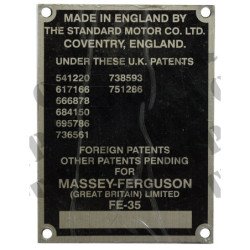 MADE IN ENGLAND BY
THE STANDARD MOTOR CO. LTD.
COVENTRY, ENGLAND.
UNDER THESE U.K. PATENTS
541220 738593
617166 751286
666878
684150
695786
736561
FOREIGN PATENTS
OTHER PATENTS PENDING
FOR
MASSEY-FERGUSON
(GREAT BRITAIN) LIMITED
FE-35